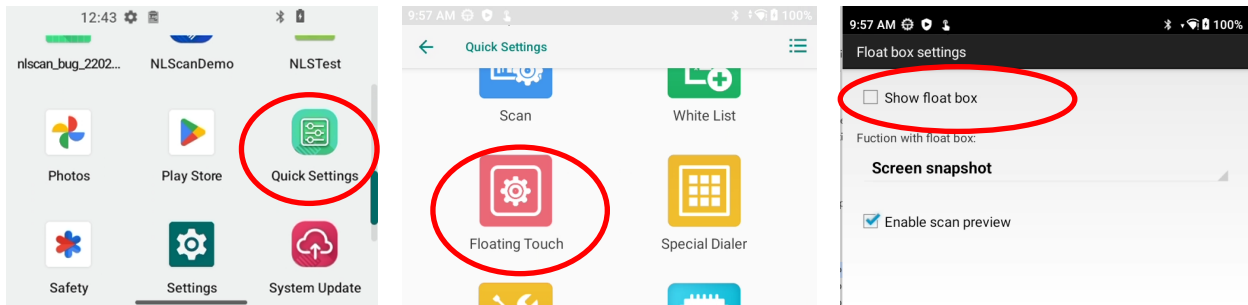 12:43
nlscan_bug_2202...
NLScanDemo
NLSTest
Photos
Play Store
Quick Settings
Safety
Settings
System Update
9:57 AM
100%
Quick Settings
Scan
White List
Floating Touch
Special Dialer
9:57 AM
100%
Float box settings
Show float box
Fuction with float box:
Screen snapshot
Enable scan preview